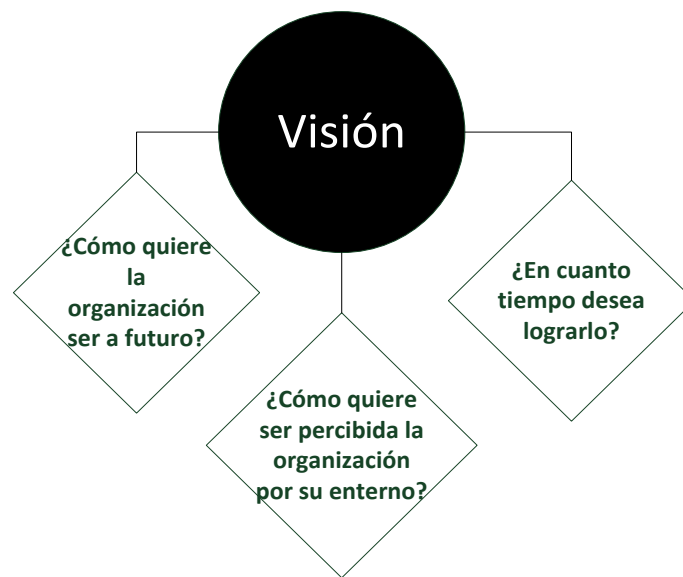 Visión
¿Cómo quiere
la
organización
ser a futuro?
¿Cómo quiere
ser percibida la
organización
por su enterno?
¿En cuanto
tiempo desea
lograrlo?